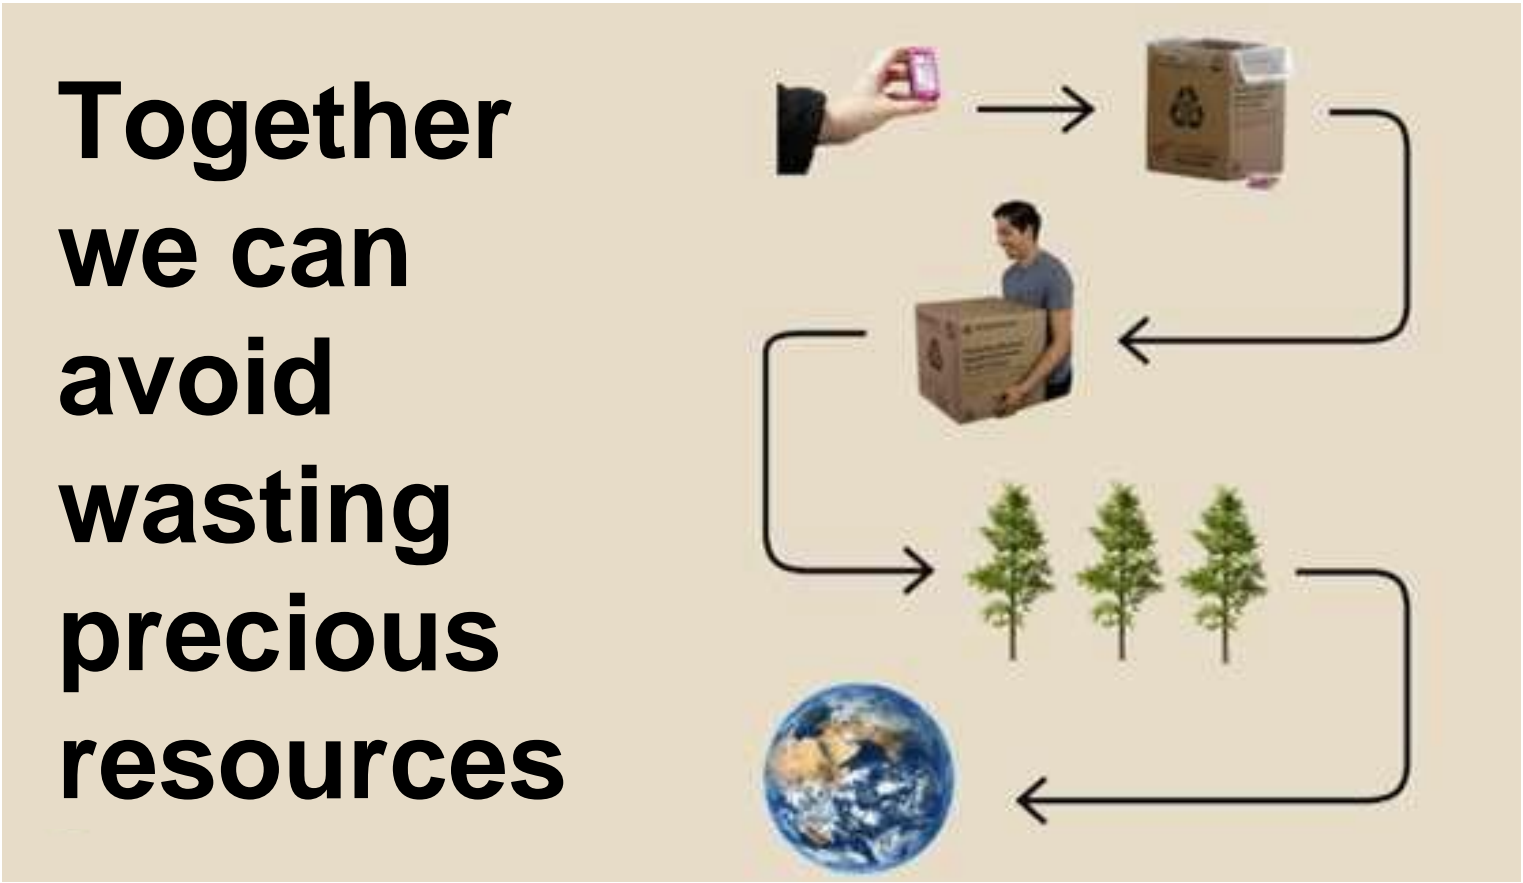 Together
we can
avoid
wasting
precious
resources